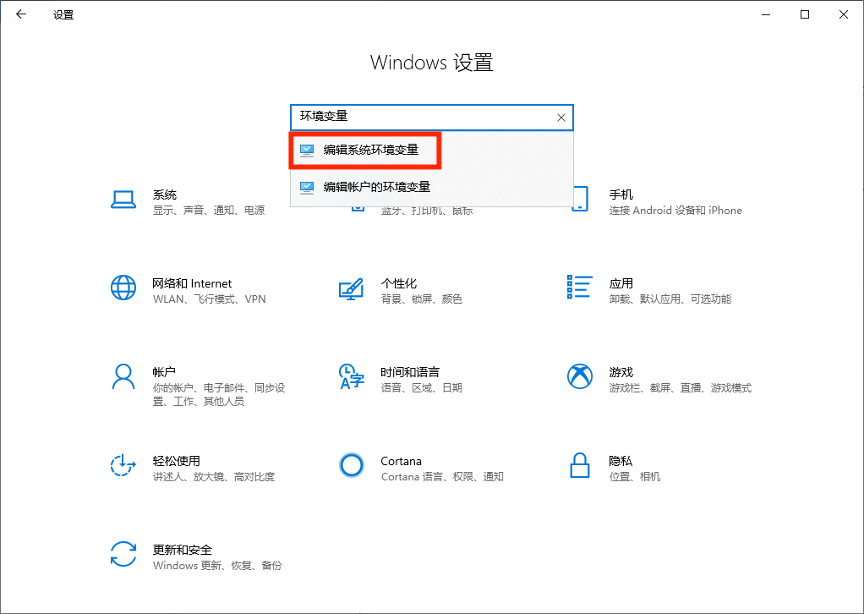 设置
Windows 设置
环境变量
编辑系统环境变量
编辑帐户的环境变量
系统
显示、声音、通知、电源
蓝牙、打印机、鼠标
手机
连接 Android 设备和 iPhone
网络和 Internet
WLAN、飞行模式、VPN
个性化
背景、锁屏、颜色
应用
卸载、默认应用、可选功能
帐户
你的帐户、电子邮件、同步设
置、工作、其他人员
时间和语言
语音、区域、日期
游戏
游戏栏、截屏、直播、游戏模式
轻松使用
讲述人、放大镜、高对比度
Cortana
Cortana 语言、权限、通知
隐私
位置、相机
更新和安全
Windows 更新、恢复、备份